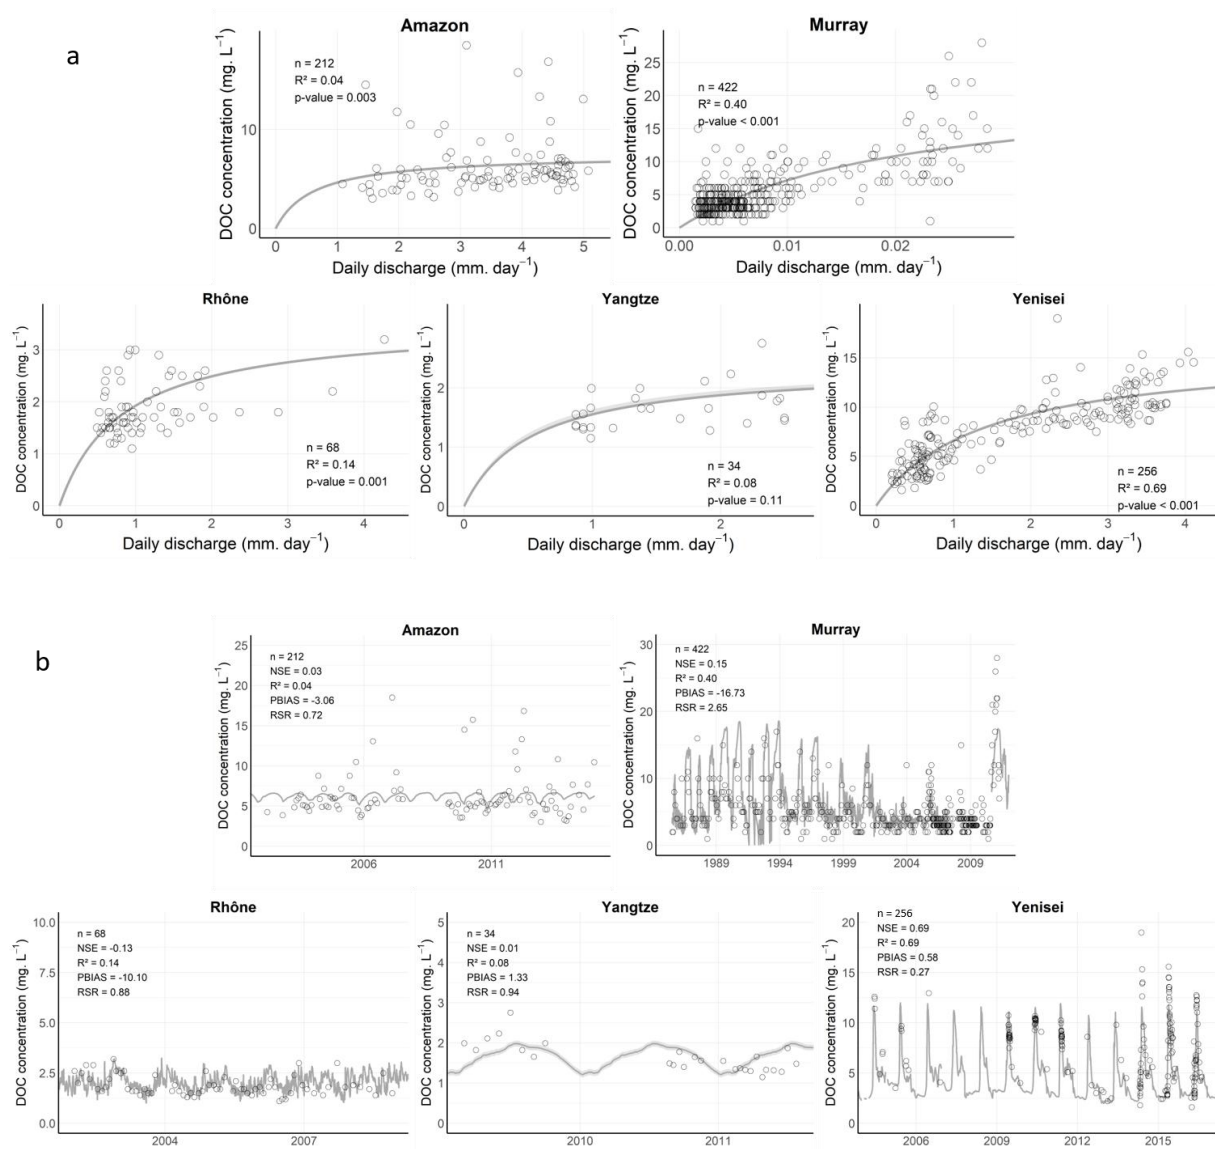 a
Amazon
DOC concentration (mg. L⁻¹)
10
0
n = 212
R² = 0.04
p-value = 0.003
0 1 2 3 4 5
Daily discharge (mm. day⁻¹)
Murray
DOC concentration (mg. L⁻¹)
25
20
15
10
5
0
n = 422
R² = 0.40
p-value < 0.001
0.00 0.01 0.02
Daily discharge (mm. day⁻¹)
Rhône
DOC concentration (mg. L⁻¹)
3
2
1
0
n = 68
R² = 0.14
p-value = 0.001
0 1 2 3 4
Daily discharge (mm. day⁻¹)
Yangtze
DOC concentration (mg. L⁻¹)
2
1
0
n = 34
R² = 0.08
p-value = 0.11
0 1 2
Daily discharge (mm. day⁻¹)
Yenisei
DOC concentration (mg. L⁻¹)
15
10
5
0
n = 256
R² = 0.69
p-value < 0.001
0 1 2 3 4
Daily discharge (mm. day⁻¹)
b
Amazon
DOC concentration (mg. L⁻¹)
25
20
15
10
5
0
n = 212
NSE = 0.03
R² = 0.04
PBIAS = -3.06
RSR = 0.72
2006 2011
Murray
DOC concentration (mg. L⁻¹)
30
20
10
0
n = 422
NSE = 0.15
R² = 0.40
PBIAS = -16.73
RSR = 2.65
1989 1994 1999 2004 2009
Rhône
DOC concentration (mg. L⁻¹)
10.0
7.5
5.0
2.5
0.0
n = 68
NSE = -0.13
R² = 0.14
PBIAS = -10.10
RSR = 0.88
2004 2007
Yangtze
DOC concentration (mg. L⁻¹)
5
4
3
2
1
0
n = 34
NSE = 0.01
R² = 0.08
PBIAS = 1.33
RSR = 0.94
2010 2011
Yenisei
DOC concentration (mg. L⁻¹)
20
15
10
5
0
n = 256
NSE = 0.69
R² = 0.69
PBIAS = 0.58
RSR = 0.27
2006 2009 2012 2015